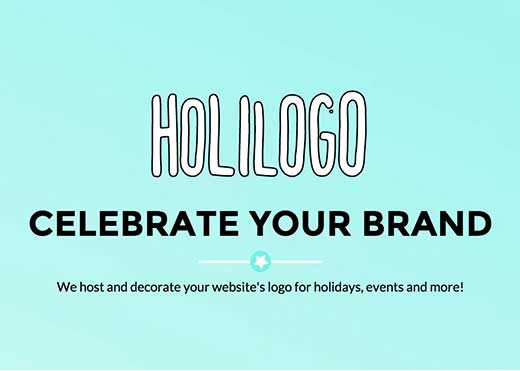 HOLILOGO
CELEBRATE YOUR BRAND
We host and decorate your website's logo for holidays, events and more!